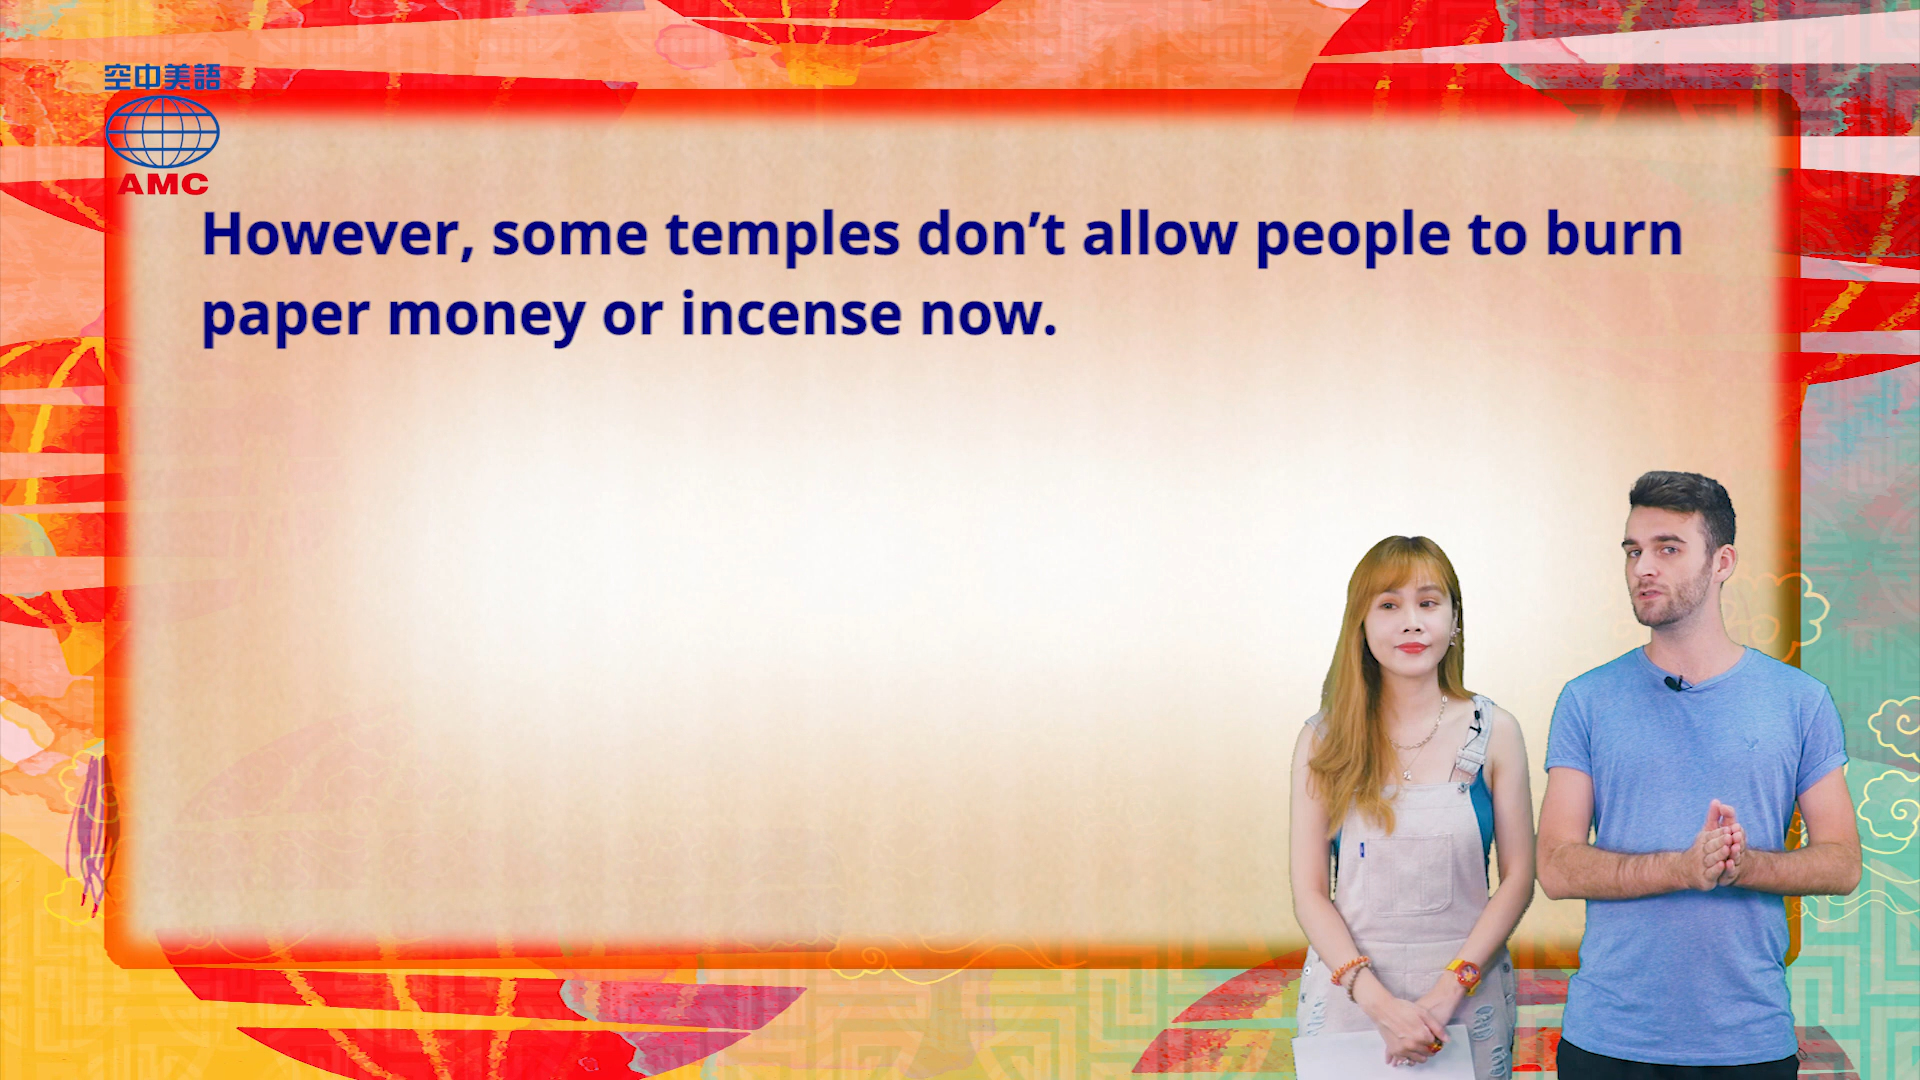 空中美語
AMC
However, some temples don’t allow people to burn
paper money or incense now.